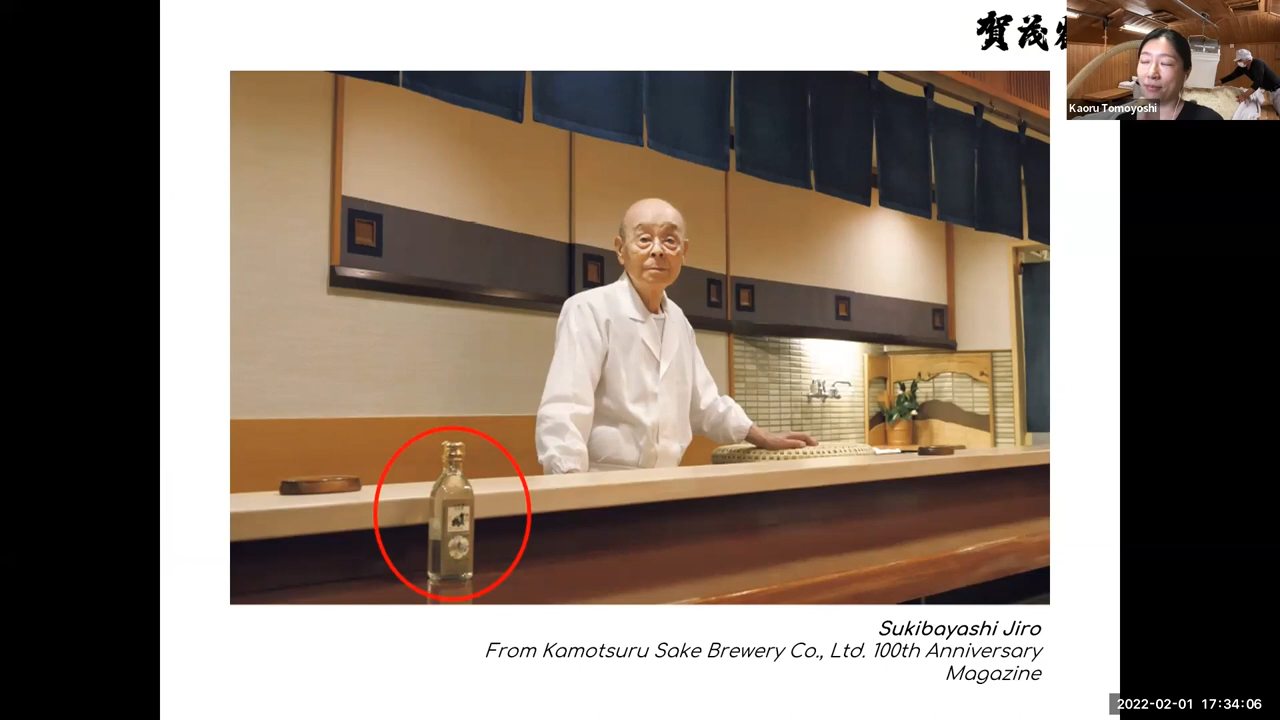 賀茂
Kaoru Tomoyoshi
Sukibayashi Jiro
From Kamotsuru Sake Brewery Co., Ltd. 100th Anniversary
Magazine
2022-02-01 17:34:06